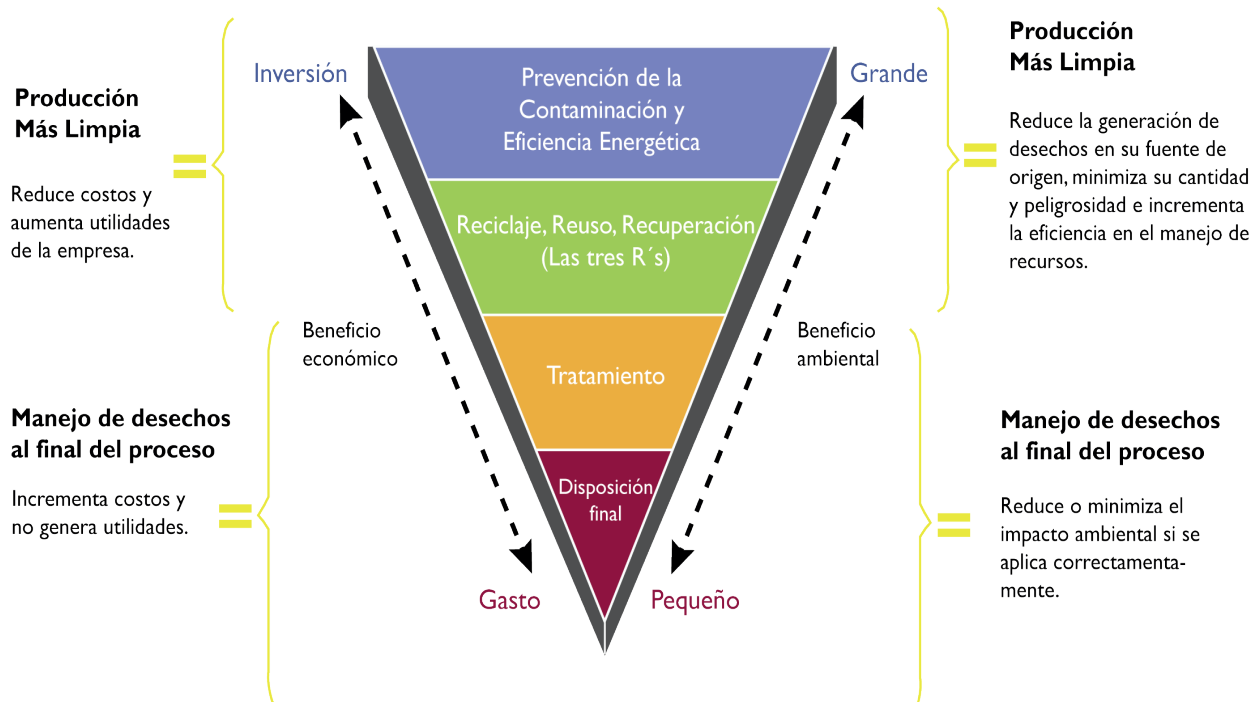 Producción
Más Limpia
Reduce costos y
aumenta utilidades
de la empresa.
Manejo de desechos
al final del proceso
Incrementa costos y
no genera utilidades.
Inversión
Beneficio
económico
Gasto
Prevención de la
Contaminación y
Eficiencia Energética
Reciclaje, Reuso, Recuperación
(Las tres R´s)
Tratamiento
Disposición
final
Grande
Beneficio
ambiental
Pequeño
Producción
Más Limpia
Reduce la generación de
desechos en su fuente de
origen, minimiza su cantidad
y peligrosidad e incrementa
la eficiencia en el manejo de
recursos.
Manejo de desechos
al final del proceso
Reduce o minimiza el
impacto ambiental si se
aplica correctamenta-
mente.